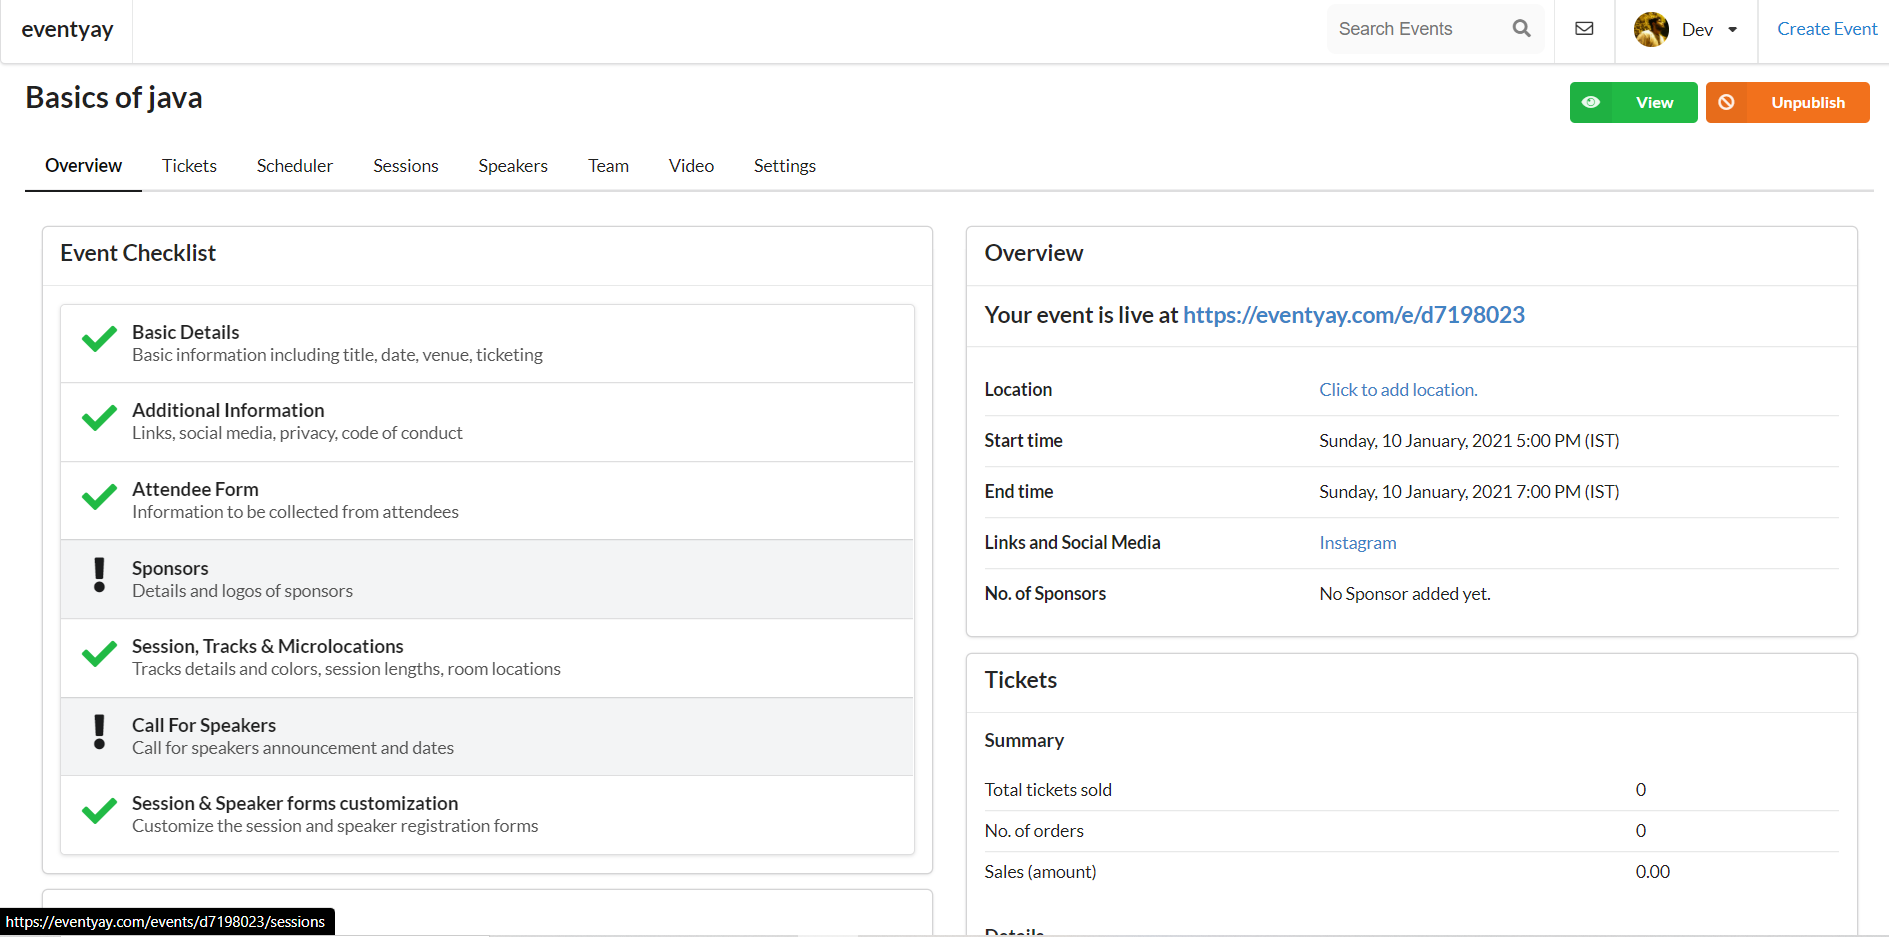 eventyay
Search Events
Dev
Create Event
Basics of java
View
Unpublish
Overview
Tickets
Scheduler
Sessions
Speakers
Team
Video
Settings
Event Checklist
Basic Details
Basic information including title, date, venue, ticketing
Additional Information
Links, social media, privacy, code of conduct
Attendee Form
Information to be collected from attendees
Sponsors
Details and logos of sponsors
Session, Tracks & Microlocations
Tracks details and colors, session lengths, room locations
Call For Speakers
Call for speakers announcement and dates
Session & Speaker forms customization
Customize the session and speaker registration forms
Overview
Your event is live at https://eventyay.com/e/d7198023
Location Click to add location.
Start time Sunday, 10 January, 2021 5:00 PM (IST)
End time Sunday, 10 January, 2021 7:00 PM (IST)
Links and Social Media Instagram
No. of Sponsors No Sponsor added yet.
Tickets
Summary
Total tickets sold 0
No. of orders 0
Sales (amount) 0.00
Details
https://eventyay.com/events/d7198023/sessions